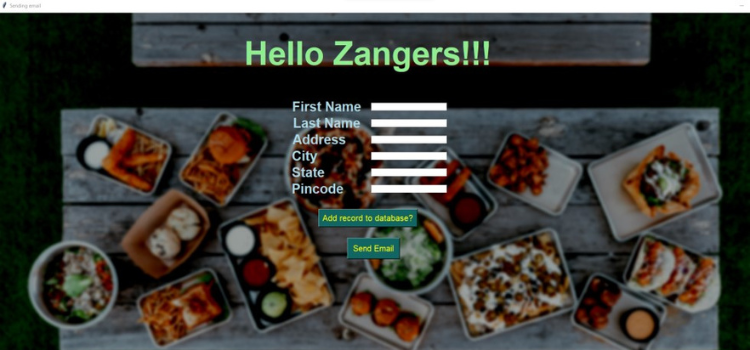 Sending email
Hello Zangers!!!
First Name
Last Name
Address
City
State
Pincode
Add record to database?
Send Email